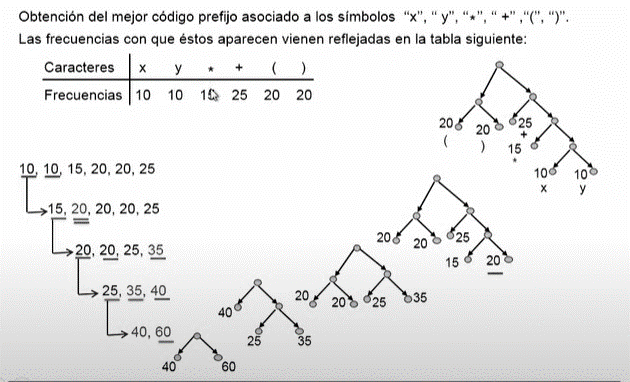 Obtención del mejor código prefijo asociado a los símbolos “x”, “ y”, “*”, “ +” ,“(”, “)”.
Las frecuencias con que éstos aparecen vienen reflejadas en la tabla siguiente:
Caracteres x y * + ( )
Frecuencias 10 10 15 25 20 20
20 20 25
( ) +
15
*
10 10
x y
10, 10, 15, 20, 20, 25
15, 20, 20, 20, 25
20, 20, 25, 35
25, 35, 40
40, 60
20 20 25
15 20
20 20 25 35
40
25 35
40 60